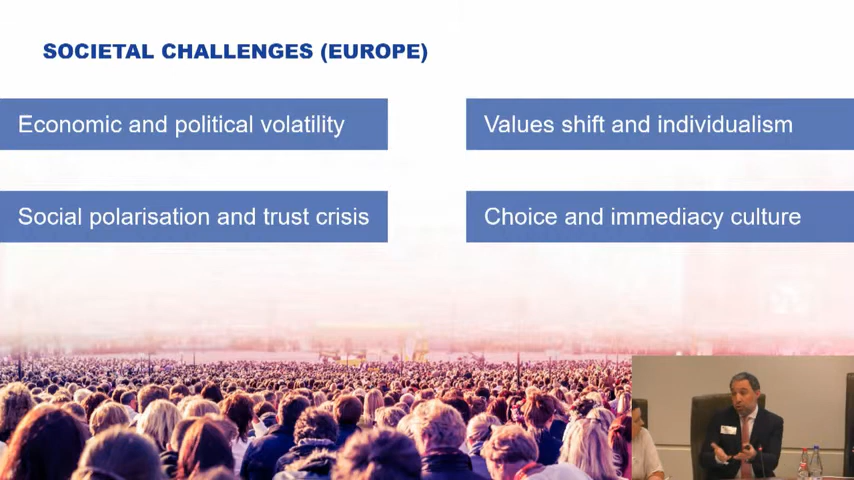 SOCIETAL CHALLENGES (EUROPE)
Economic and political volatility
Values shift and individualism
Social polarisation and trust crisis
Choice and immediacy culture